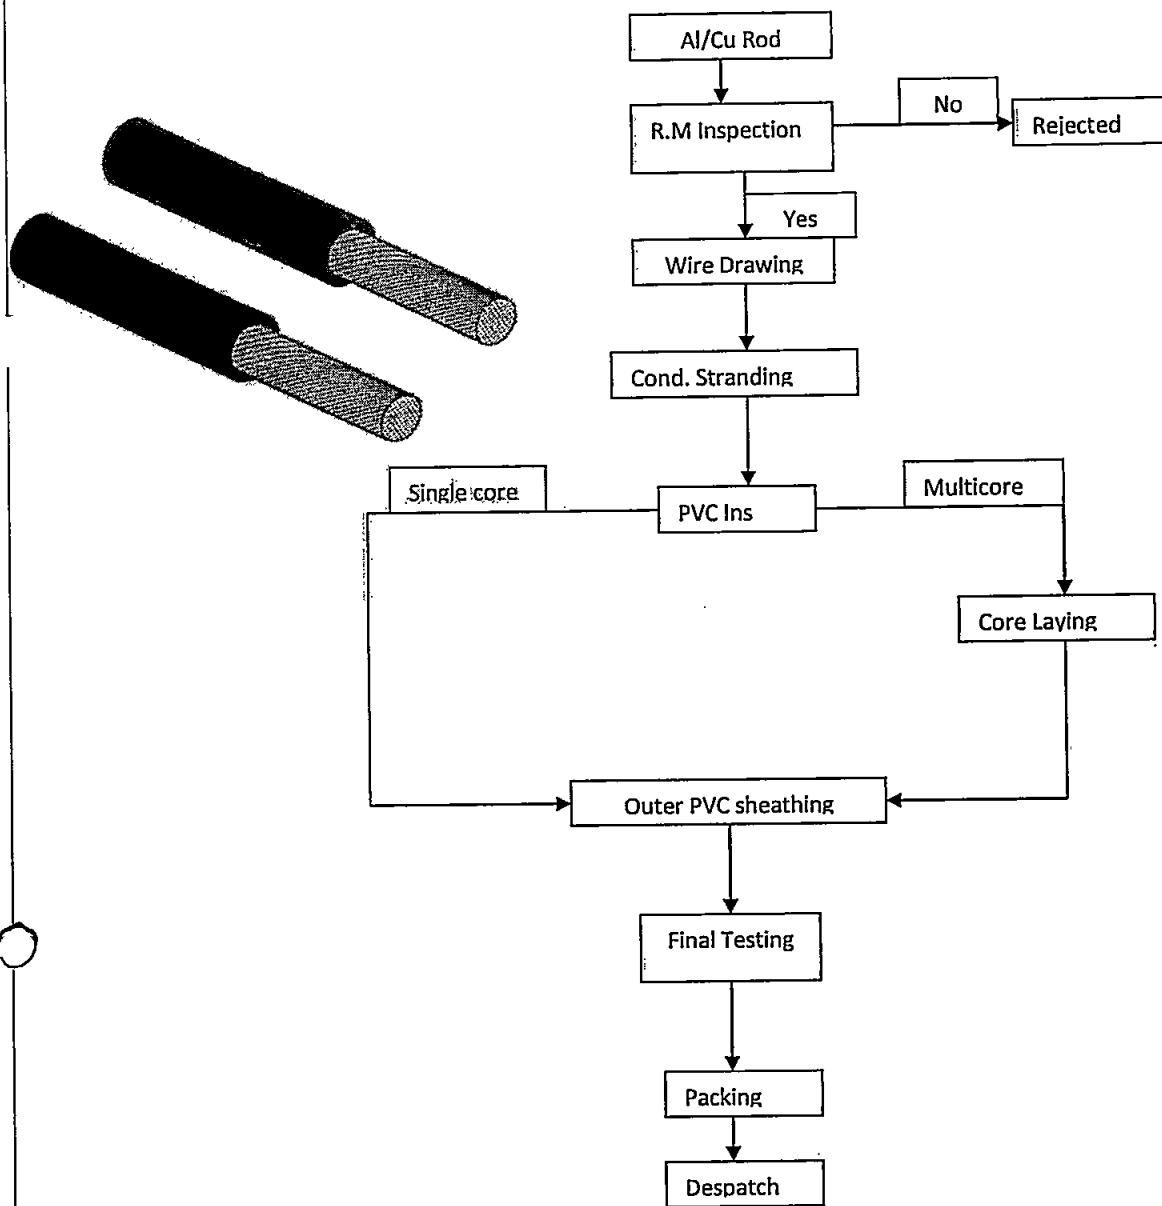 Al/Cu Rod
No
R.M Inspection
Rejected
Yes
Wire Drawing
Cond. Stranding
Single core
Multicore
PVC Ins
Core Laying
Outer PVC sheathing
Final Testing
Packing
Despatch